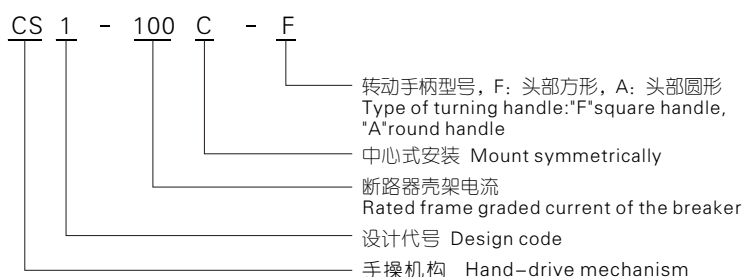 CS 1 - 100 C - F
转动手柄型号，F：头部方形，A：头部圆形
Type of turning handle:"F"square handle,
"A"round handle
中心式安装 Mount symmetrically
断路器壳架电流
Rated frame graded current of the breaker
设计代号 Design code
手操机构 Hand-drive mechanism